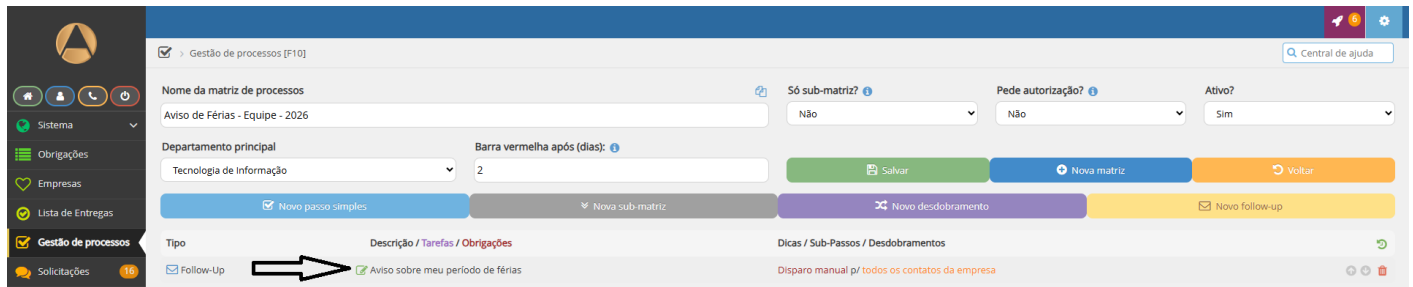 6
Gestão de processos [F10]
Central de ajuda
Nome da matriz de processos
Só sub-matriz?
Pede autorização?
Ativo?
Aviso de Férias - Equipe - 2026
Não
Não
Sim
Sistema
Obrigações
Empresas
Lista de Entregas
Gestão de processos
Solicitações 16
Departamento principal
Barra vermelha após (dias):
Tecnologia de Informação
2
Salvar
Nova matriz
Voltar
Novo passo simples
Nova sub-matriz
Novo desdobramento
Novo follow-up
Tipo
Descrição / Tarefas / Obrigações
Dicas / Sub-Passos / Desdobramentos
Follow-Up
Aviso sobre meu período de férias
Disparo manual p/ todos os contatos da empresa